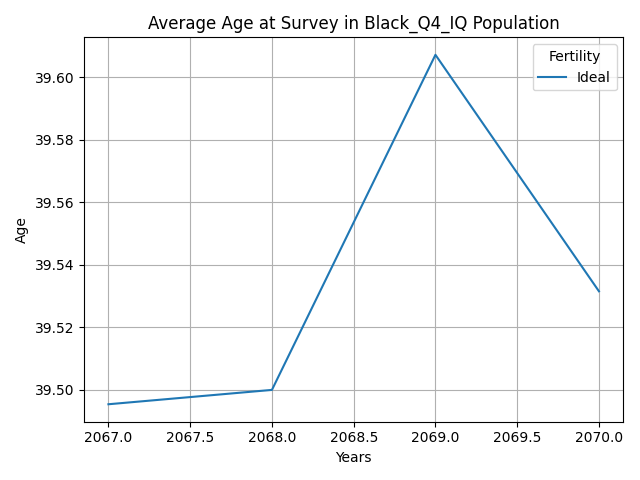 Average Age at Survey in Black_Q4_IQ Population
Fertility
Ideal
39.60
39.58
39.56
39.54
39.52
39.50
Age
2067.0 2067.5 2068.0 2068.5 2069.0 2069.5 2070.0
Years